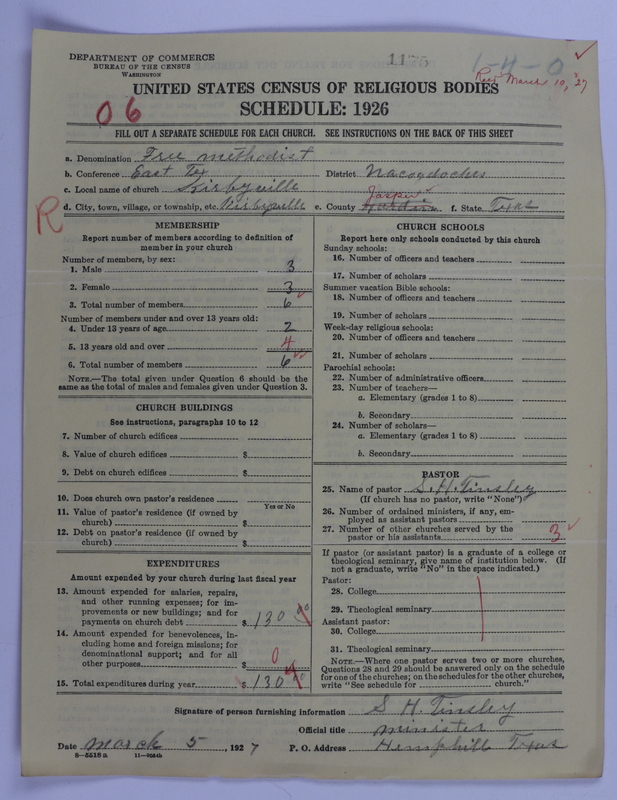 DEPARTMENT OF COMMERCE
BUREAU OF THE CENSUS
WASHINGTON
1-4-0
Rec. March 10, '27
UNITED STATES CENSUS OF RELIGIOUS BODIES
SCHEDULE: 1926
06
FILL OUT A SEPARATE SCHEDULE FOR EACH CHURCH. SEE INSTRUCTIONS ON THE BACK OF THIS SHEET
a. Denomination Free methodist
b. Conference East Tex District Nacogdoches
c. Local name of church Kirbyville
d. City, town, village, or township, etc. Kirbyville e. County Hardin Jasper f. State Texas
R
MEMBERSHIP
Report number of members according to definition of
member in your church
Number of members, by sex:
1. Male 3
2. Female 3
3. Total number of members 6
Number of members under and over 13 years old:
4. Under 13 years of age 2
5. 13 years old and over 4
6. Total number of members 6
NOTE.—The total given under Question 6 should be the
same as the total of males and females given under Question 3.
CHURCH BUILDINGS
See instructions, paragraphs 10 to 12
7. Number of church edifices
8. Value of church edifices $
9. Debt on church edifices $
10. Does church own pastor's residence
Yes or No
11. Value of pastor's residence (if owned by
church) $
12. Debt on pastor's residence (if owned by
church) $
EXPENDITURES
Amount expended by your church during last fiscal year
13. Amount expended for salaries, repairs,
and other running expenses; for im-
provements or new buildings; and for
payments on church debt $ 130 00
14. Amount expended for benevolences, in-
cluding home and foreign missions; for
denominational support; and for all
other purposes $ 0
15. Total expenditures during year $ 130 00
CHURCH SCHOOLS
Report here only schools conducted by this church
Sunday schools:
16. Number of officers and teachers
17. Number of scholars
Summer vacation Bible schools:
18. Number of officers and teachers
19. Number of scholars
Week-day religious schools:
20. Number of officers and teachers
21. Number of scholars
Parochial schools:
22. Number of administrative officers
23. Number of teachers—
a. Elementary (grades 1 to 8)
b. Secondary
24. Number of scholars—
a. Elementary (grades 1 to 8)
b. Secondary
PASTOR
25. Name of pastor S. H. Tinsley
(If church has no pastor, write "None")
26. Number of ordained ministers, if any, em-
ployed as assistant pastors
27. Number of other churches served by the
pastor or his assistants 3
If pastor (or assistant pastor) is a graduate of a college or
theological seminary, give name of institution below. (If
not a graduate, write "No" in the space indicated.)
Pastor:
28. College
29. Theological seminary
Assistant pastor:
30. College
31. Theological seminary
NOTE.—Where one pastor serves two or more churches,
Questions 28 and 29 should be answered only on the schedule
for one of the churches; on the schedules for the other churches,
write "See schedule for church."
Signature of person furnishing information S H. Tinsley
Official title minister
Date March 5, 1927 P. O. Address Hemphill Texas
8-5518a